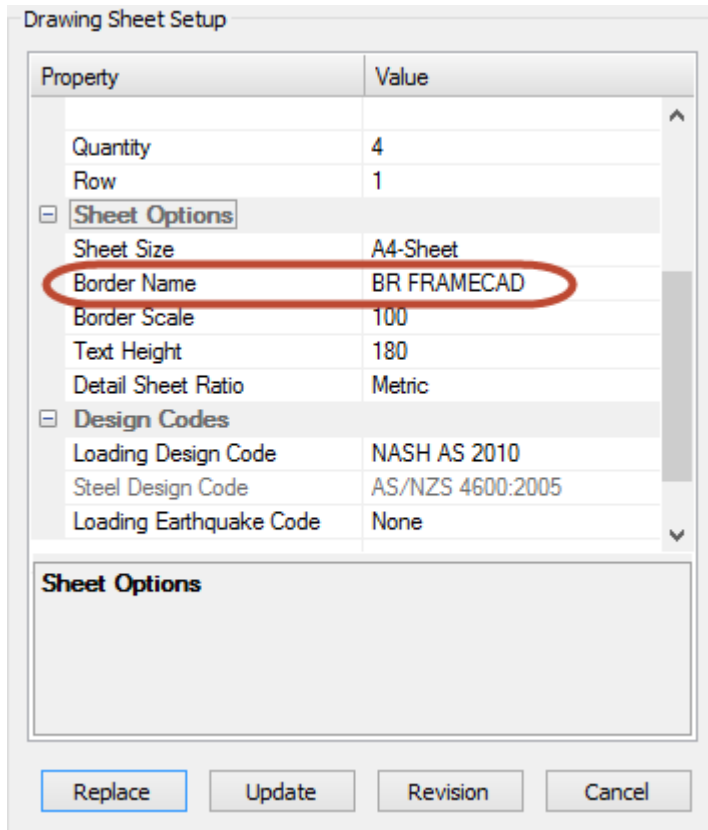 Drawing Sheet Setup
Property Value
Quantity 4
Row 1
Sheet Options
Sheet Size A4-Sheet
Border Name BR FRAMECAD
Border Scale 100
Text Height 180
Detail Sheet Ratio Metric
Design Codes
Loading Design Code NASH AS 2010
Steel Design Code AS/NZS 4600:2005
Loading Earthquake Code None
Sheet Options
Replace Update Revision Cancel